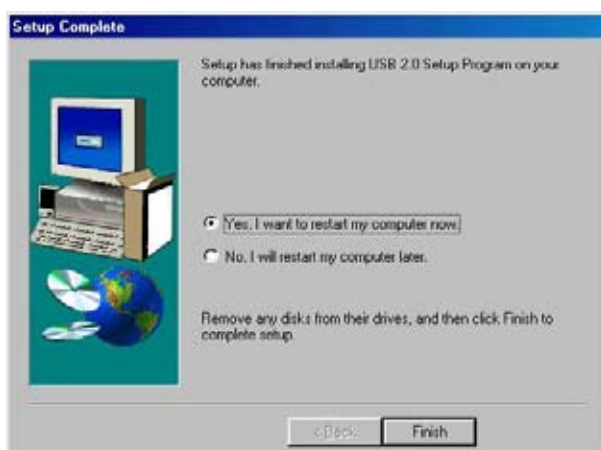 Setup Complete
Setup has finished installing USB 2.0 Setup Program on your
computer.
Yes, I want to restart my computer now.
No, I will restart my computer later.
Remove any disks from their drives, and then click Finish to
complete setup.
< Back
Finish